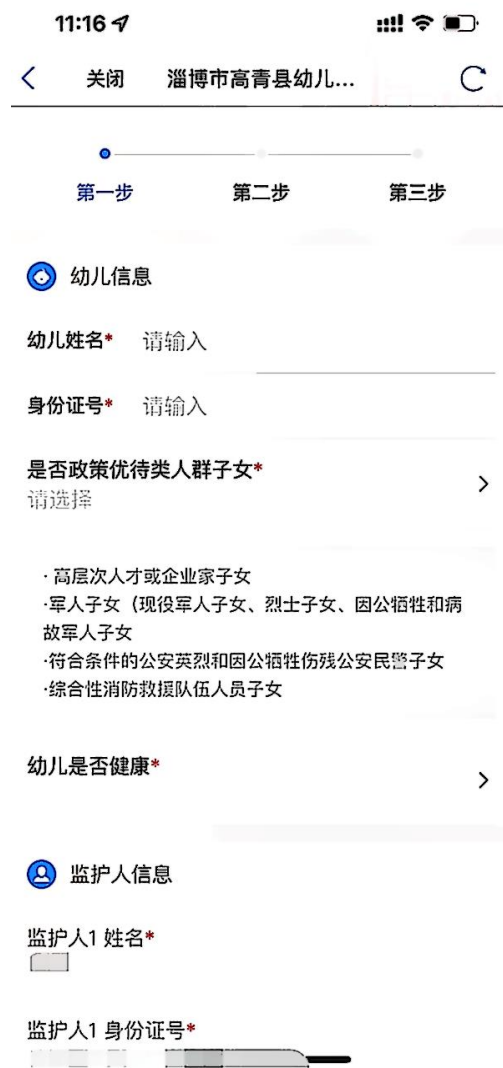 11:16
关闭 淄博市高青县幼儿...
第一步 第二步 第三步
幼儿信息
幼儿姓名* 请输入
身份证号* 请输入
是否政策优待类人群子女*
请选择
·高层次人才或企业家子女
·军人子女（现役军人子女、烈士子女、因公牺牲和病
故军人子女
·符合条件的公安英烈和因公牺牲伤残公安民警子女
·综合性消防救援队伍人员子女
幼儿是否健康*
监护人信息
监护人1 姓名*
监护人1 身份证号*